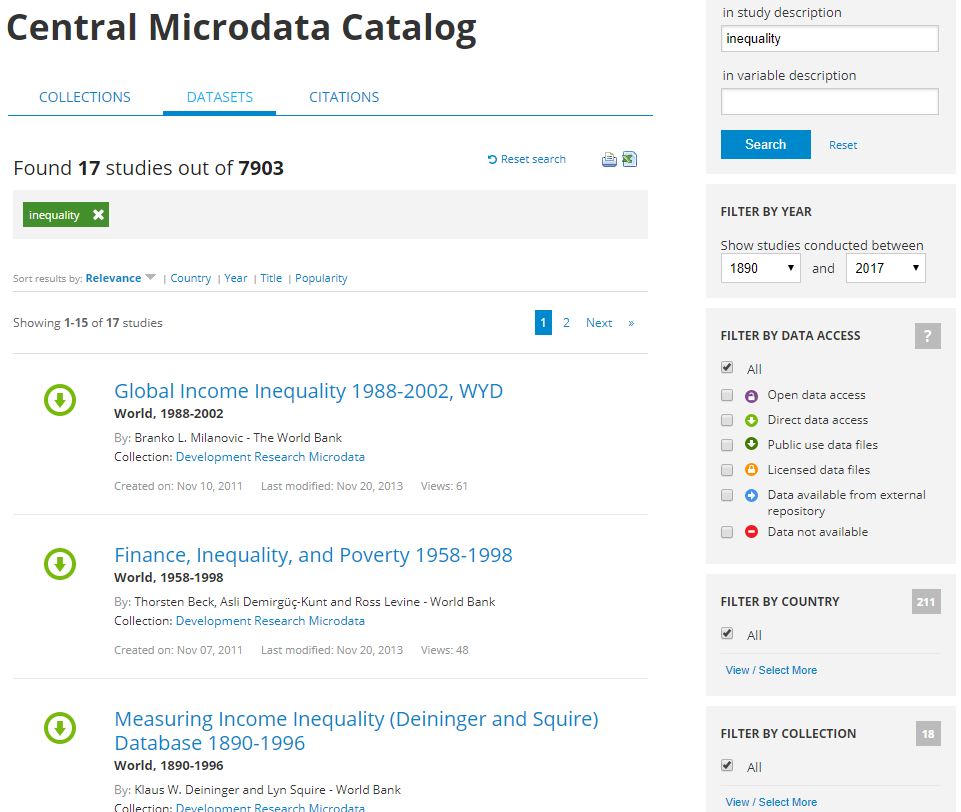 Central Microdata Catalog
COLLECTIONS DATASETS CITATIONS
Found 17 studies out of 7903
Reset search
inequality
Sort results by: Relevance | Country | Year | Title | Popularity
Showing 1-15 of 17 studies
1 2 Next »
Global Income Inequality 1988-2002, WYD
World, 1988-2002
By: Branko L. Milanovic - The World Bank
Collection: Development Research Microdata
Created on: Nov 10, 2011 Last modified: Nov 20, 2013 Views: 61
Finance, Inequality, and Poverty 1958-1998
World, 1958-1998
By: Thorsten Beck, Asli Demirgüç-Kunt and Ross Levine - World Bank
Collection: Development Research Microdata
Created on: Nov 07, 2011 Last modified: Nov 20, 2013 Views: 48
Measuring Income Inequality (Deininger and Squire)
Database 1890-1996
World, 1890-1996
By: Klaus W. Deininger and Lyn Squire - World Bank
Collection: Development Research Microdata
in study description
inequality
in variable description
Search Reset
FILTER BY YEAR
Show studies conducted between
1890 and 2017
FILTER BY DATA ACCESS ?
All
Open data access
Direct data access
Public use data files
Licensed data files
Data available from external
repository
Data not available
FILTER BY COUNTRY 211
All
View / Select More
FILTER BY COLLECTION 18
All
View / Select More